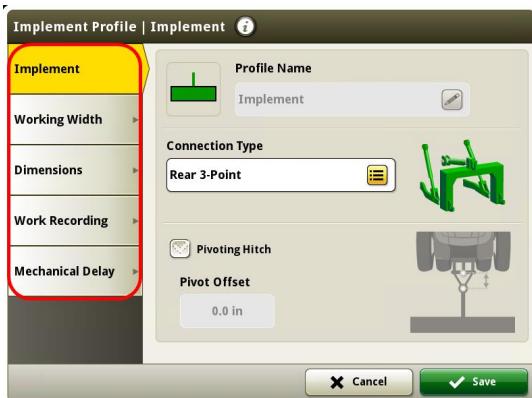 Implement Profile | Implement i
Implement
Working Width
Dimensions
Work Recording
Mechanical Delay
Profile Name
Implement
Connection Type
Rear 3-Point
Pivoting Hitch
Pivot Offset
0.0 in
Cancel
Save